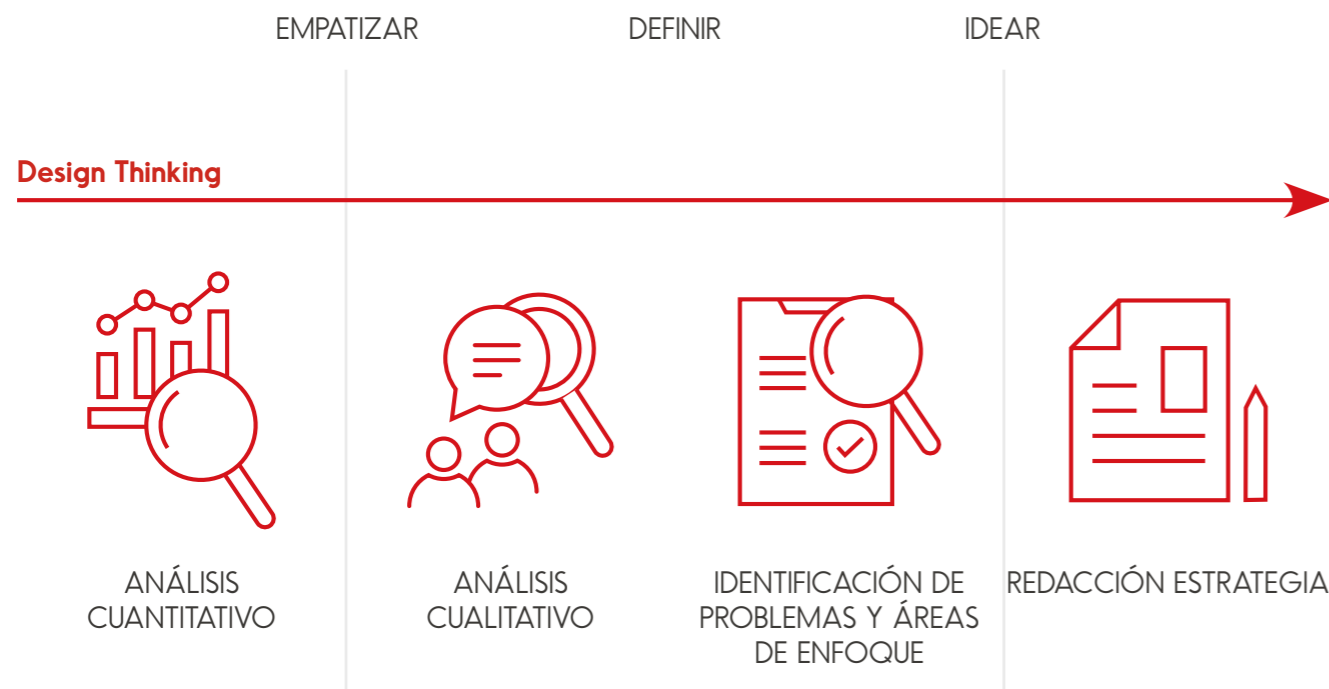 EMPATIZAR
DEFINIR
IDEAR
Design Thinking
ANÁLISIS
CUANTITATIVO
ANÁLISIS
CUALITATIVO
IDENTIFICACIÓN DE
PROBLEMAS Y ÁREAS
DE ENFOQUE
REDACCIÓN ESTRATEGIA